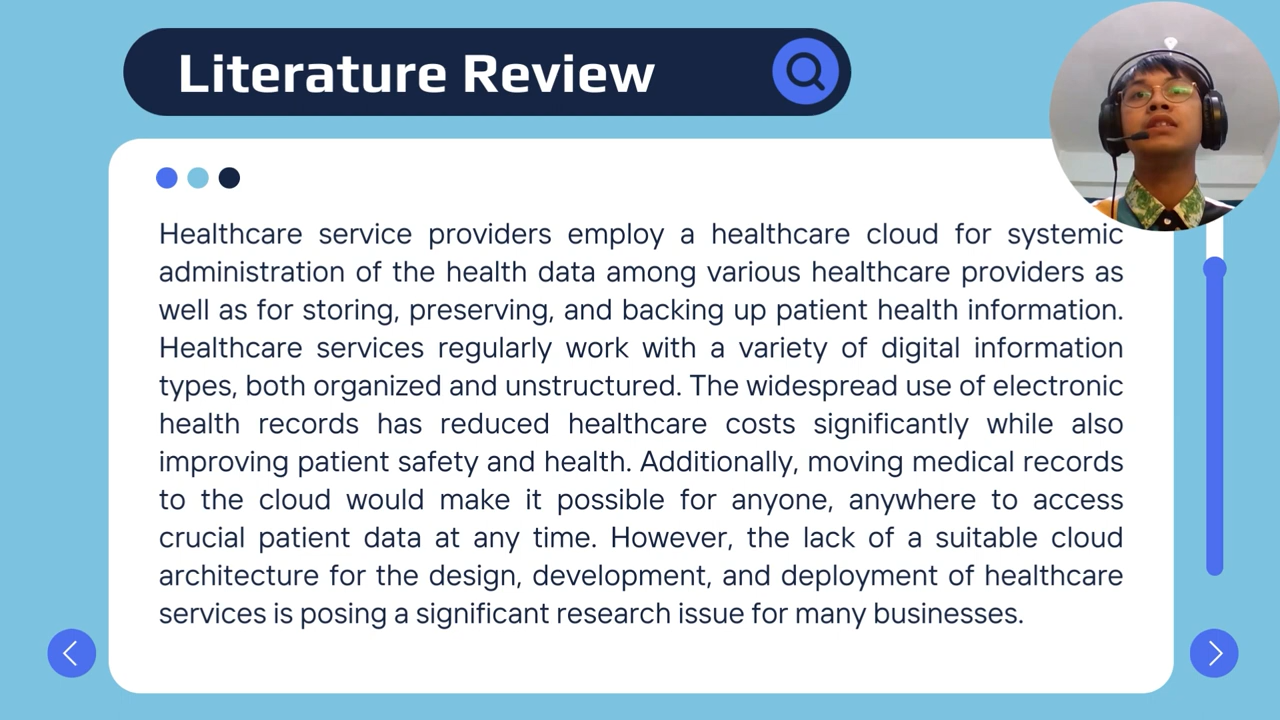 Literature Review
Healthcare service providers employ a healthcare cloud for systemic
administration of the health data among various healthcare providers as
well as for storing, preserving, and backing up patient health information.
Healthcare services regularly work with a variety of digital information
types, both organized and unstructured. The widespread use of electronic
health records has reduced healthcare costs significantly while also
improving patient safety and health. Additionally, moving medical records
to the cloud would make it possible for anyone, anywhere to access
crucial patient data at any time. However, the lack of a suitable cloud
architecture for the design, development, and deployment of healthcare
services is posing a significant research issue for many businesses.